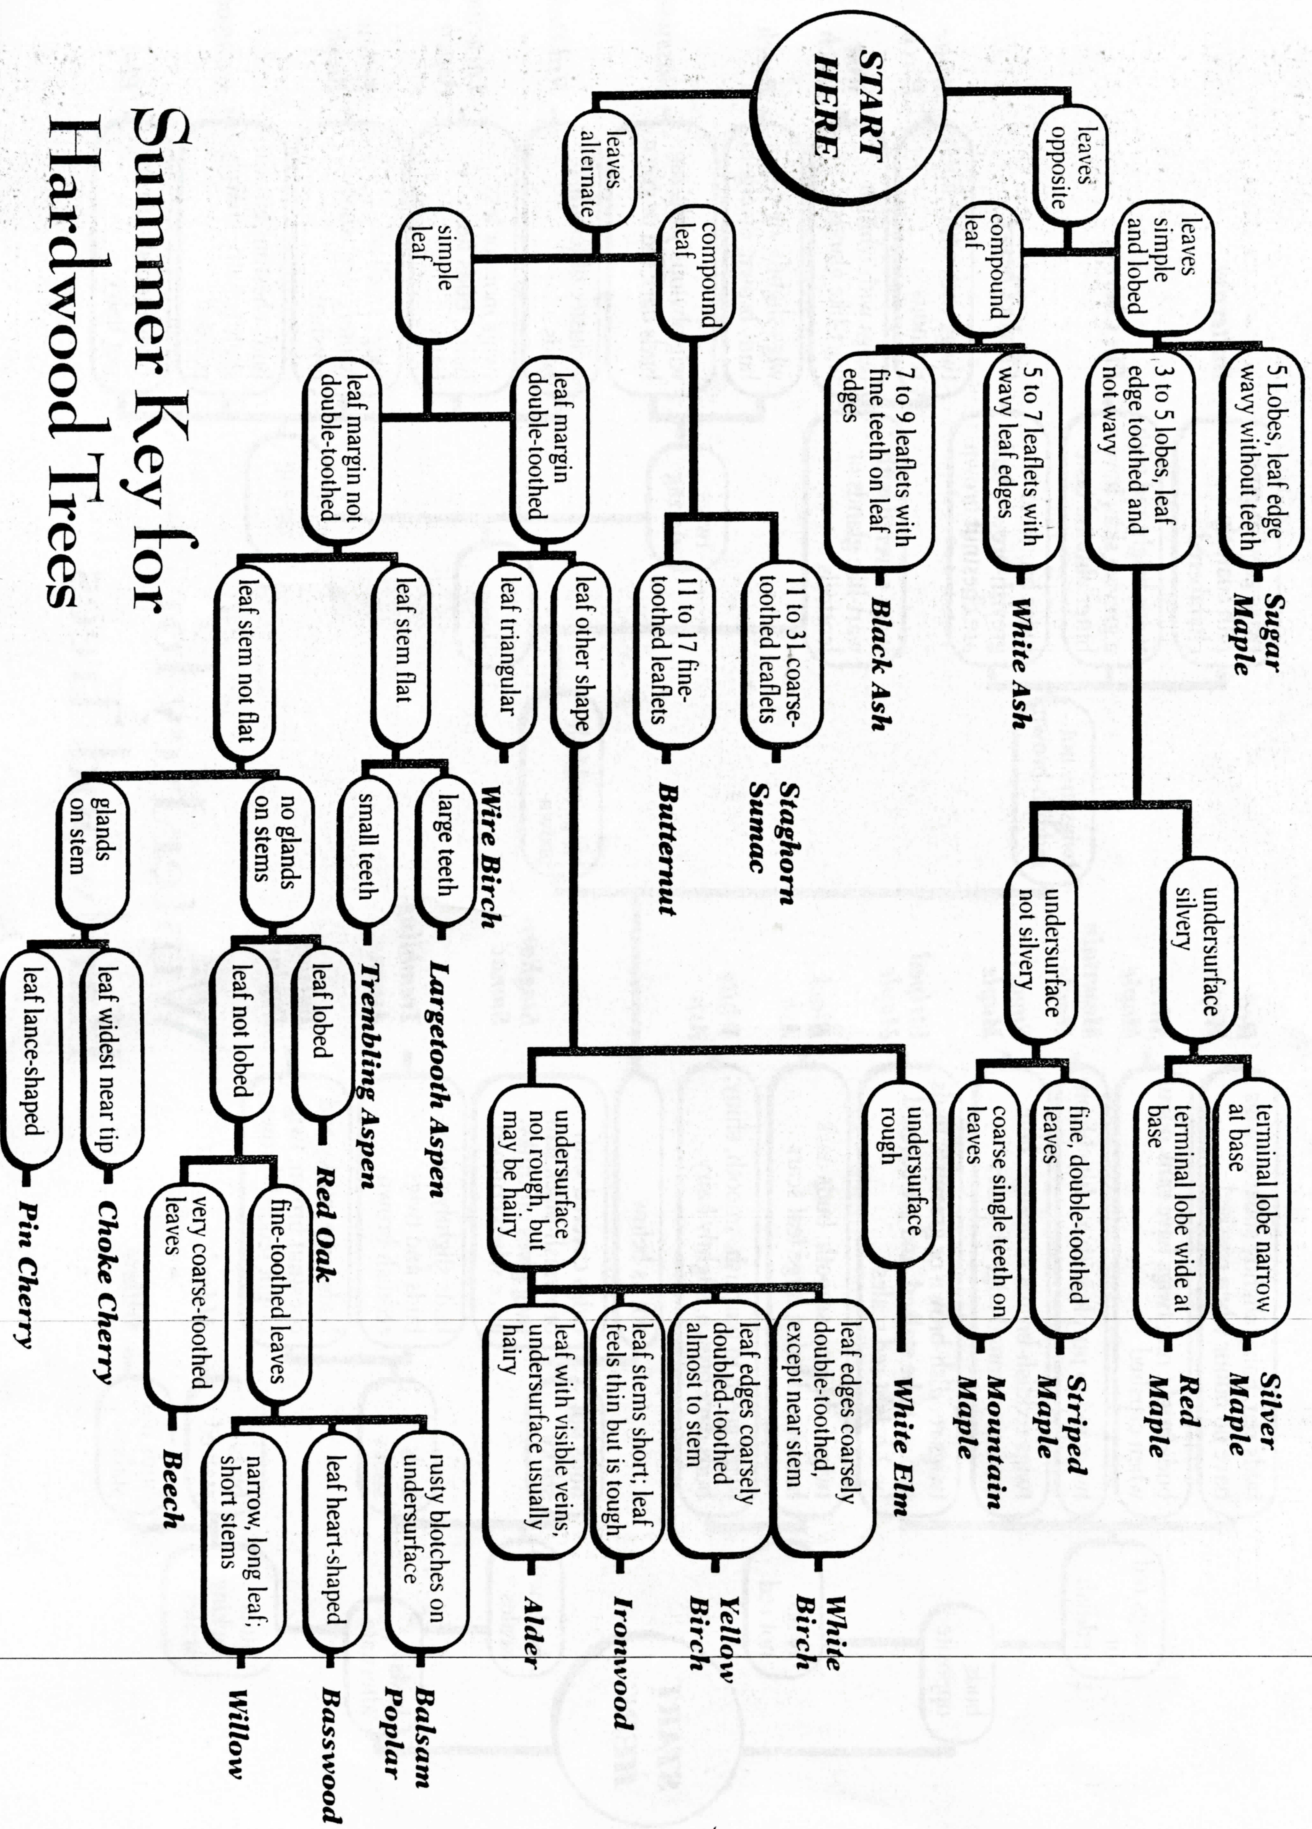 START
HERE
leaves
opposite
leaves
simple
and lobed
5 Lobes, leaf edge
wavy without teeth
Sugar
Maple
3 to 5 lobes, leaf
edge toothed and
not wavy
undersurface
silvery
terminal lobe narrow
at base
Silver
Maple
terminal lobe wide at
base
Red
Maple
undersurface
not silvery
fine, double-toothed
leaves
Striped
Maple
coarse single teeth on
leaves
Mountain
Maple
compound
leaf
5 to 7 leaflets with
wavy leaf edges
White Ash
7 to 9 leaflets with
fine teeth on leaf
edges
Black Ash
leaves
alternate
compound
leaf
11 to 31 coarse-
toothed leaflets
Staghorn
Sumac
11 to 17 fine-
toothed leaflets
Butternut
simple
leaf
leaf margin
double-toothed
leaf other shape
undersurface
rough
White Elm
undersurface
not rough, but
may be hairy
leaf edges coarsely
double-toothed,
except near stem
White
Birch
leaf edges coarsely
doubled-toothed
almost to stem
Yellow
Birch
leaf stems short; leaf
feels thin but is tough
Ironwood
leaf with visible veins,
undersurface usually
hairy
Alder
leaf triangular
Wire Birch
leaf margin not
double-toothed
leaf stem flat
large teeth
Largetooth Aspen
small teeth
Trembling Aspen
leaf stem not flat
no glands
on stems
leaf lobed
Red Oak
leaf not lobed
fine-toothed leaves
rusty blotches on
undersurface
Balsam
Poplar
leaf heart-shaped
Basswood
narrow, long leaf;
short stems
Willow
very coarse-toothed
leaves
Beech
glands
on stem
leaf widest near tip
Choke Cherry
leaf lance-shaped
Pin Cherry
Summer Key for
Hardwood Trees